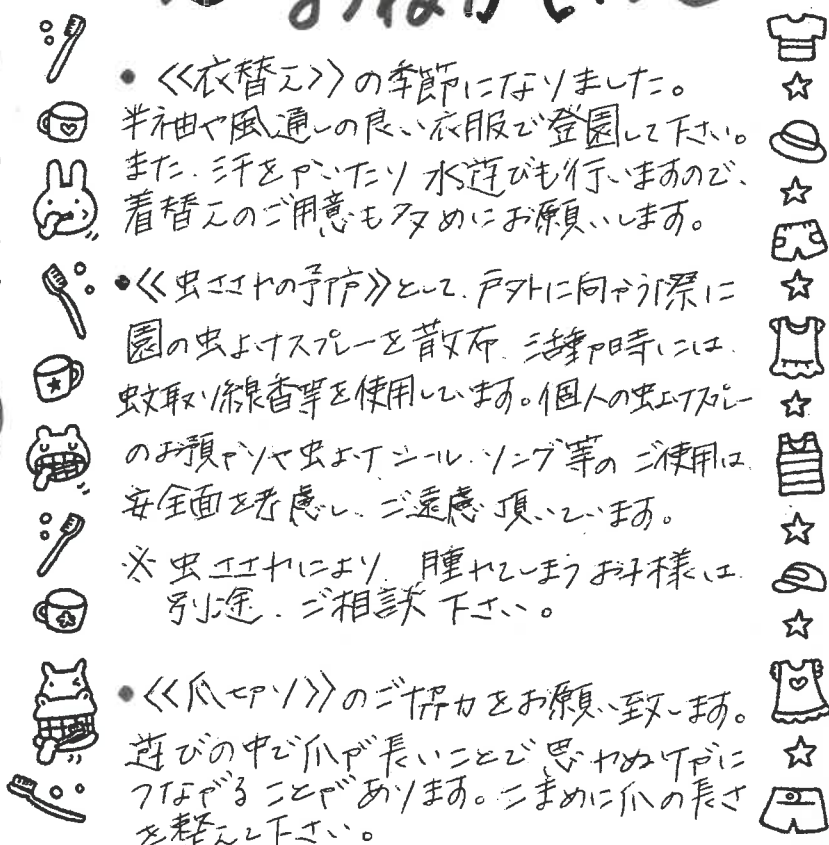 • 《衣替え》の季節になりました。
半袖や風通しの良い衣服で登園して下さい。
また、汗をかいたり水遊びも行いますので、
着替えのご用意も多めにお願いします。
•《虫さされの予防》として、戸外に向かう際に
園の虫よけスプレーを散布、活動時には、
蚊取り線香等を使用しています。個人の虫よけスプレー
のお預かりや虫よけシール、リング等のご使用は、
安全面を考慮し、ご遠慮頂いています。
※ 虫さされにより、腫れてしまうお子様は、
別途、ご相談下さい。
• 《爪切り》のご協力をお願い致します。
遊びの中で爪が長いことで思わぬけがに
つながることがあります。こまめに爪の長さ
を整えて下さい。